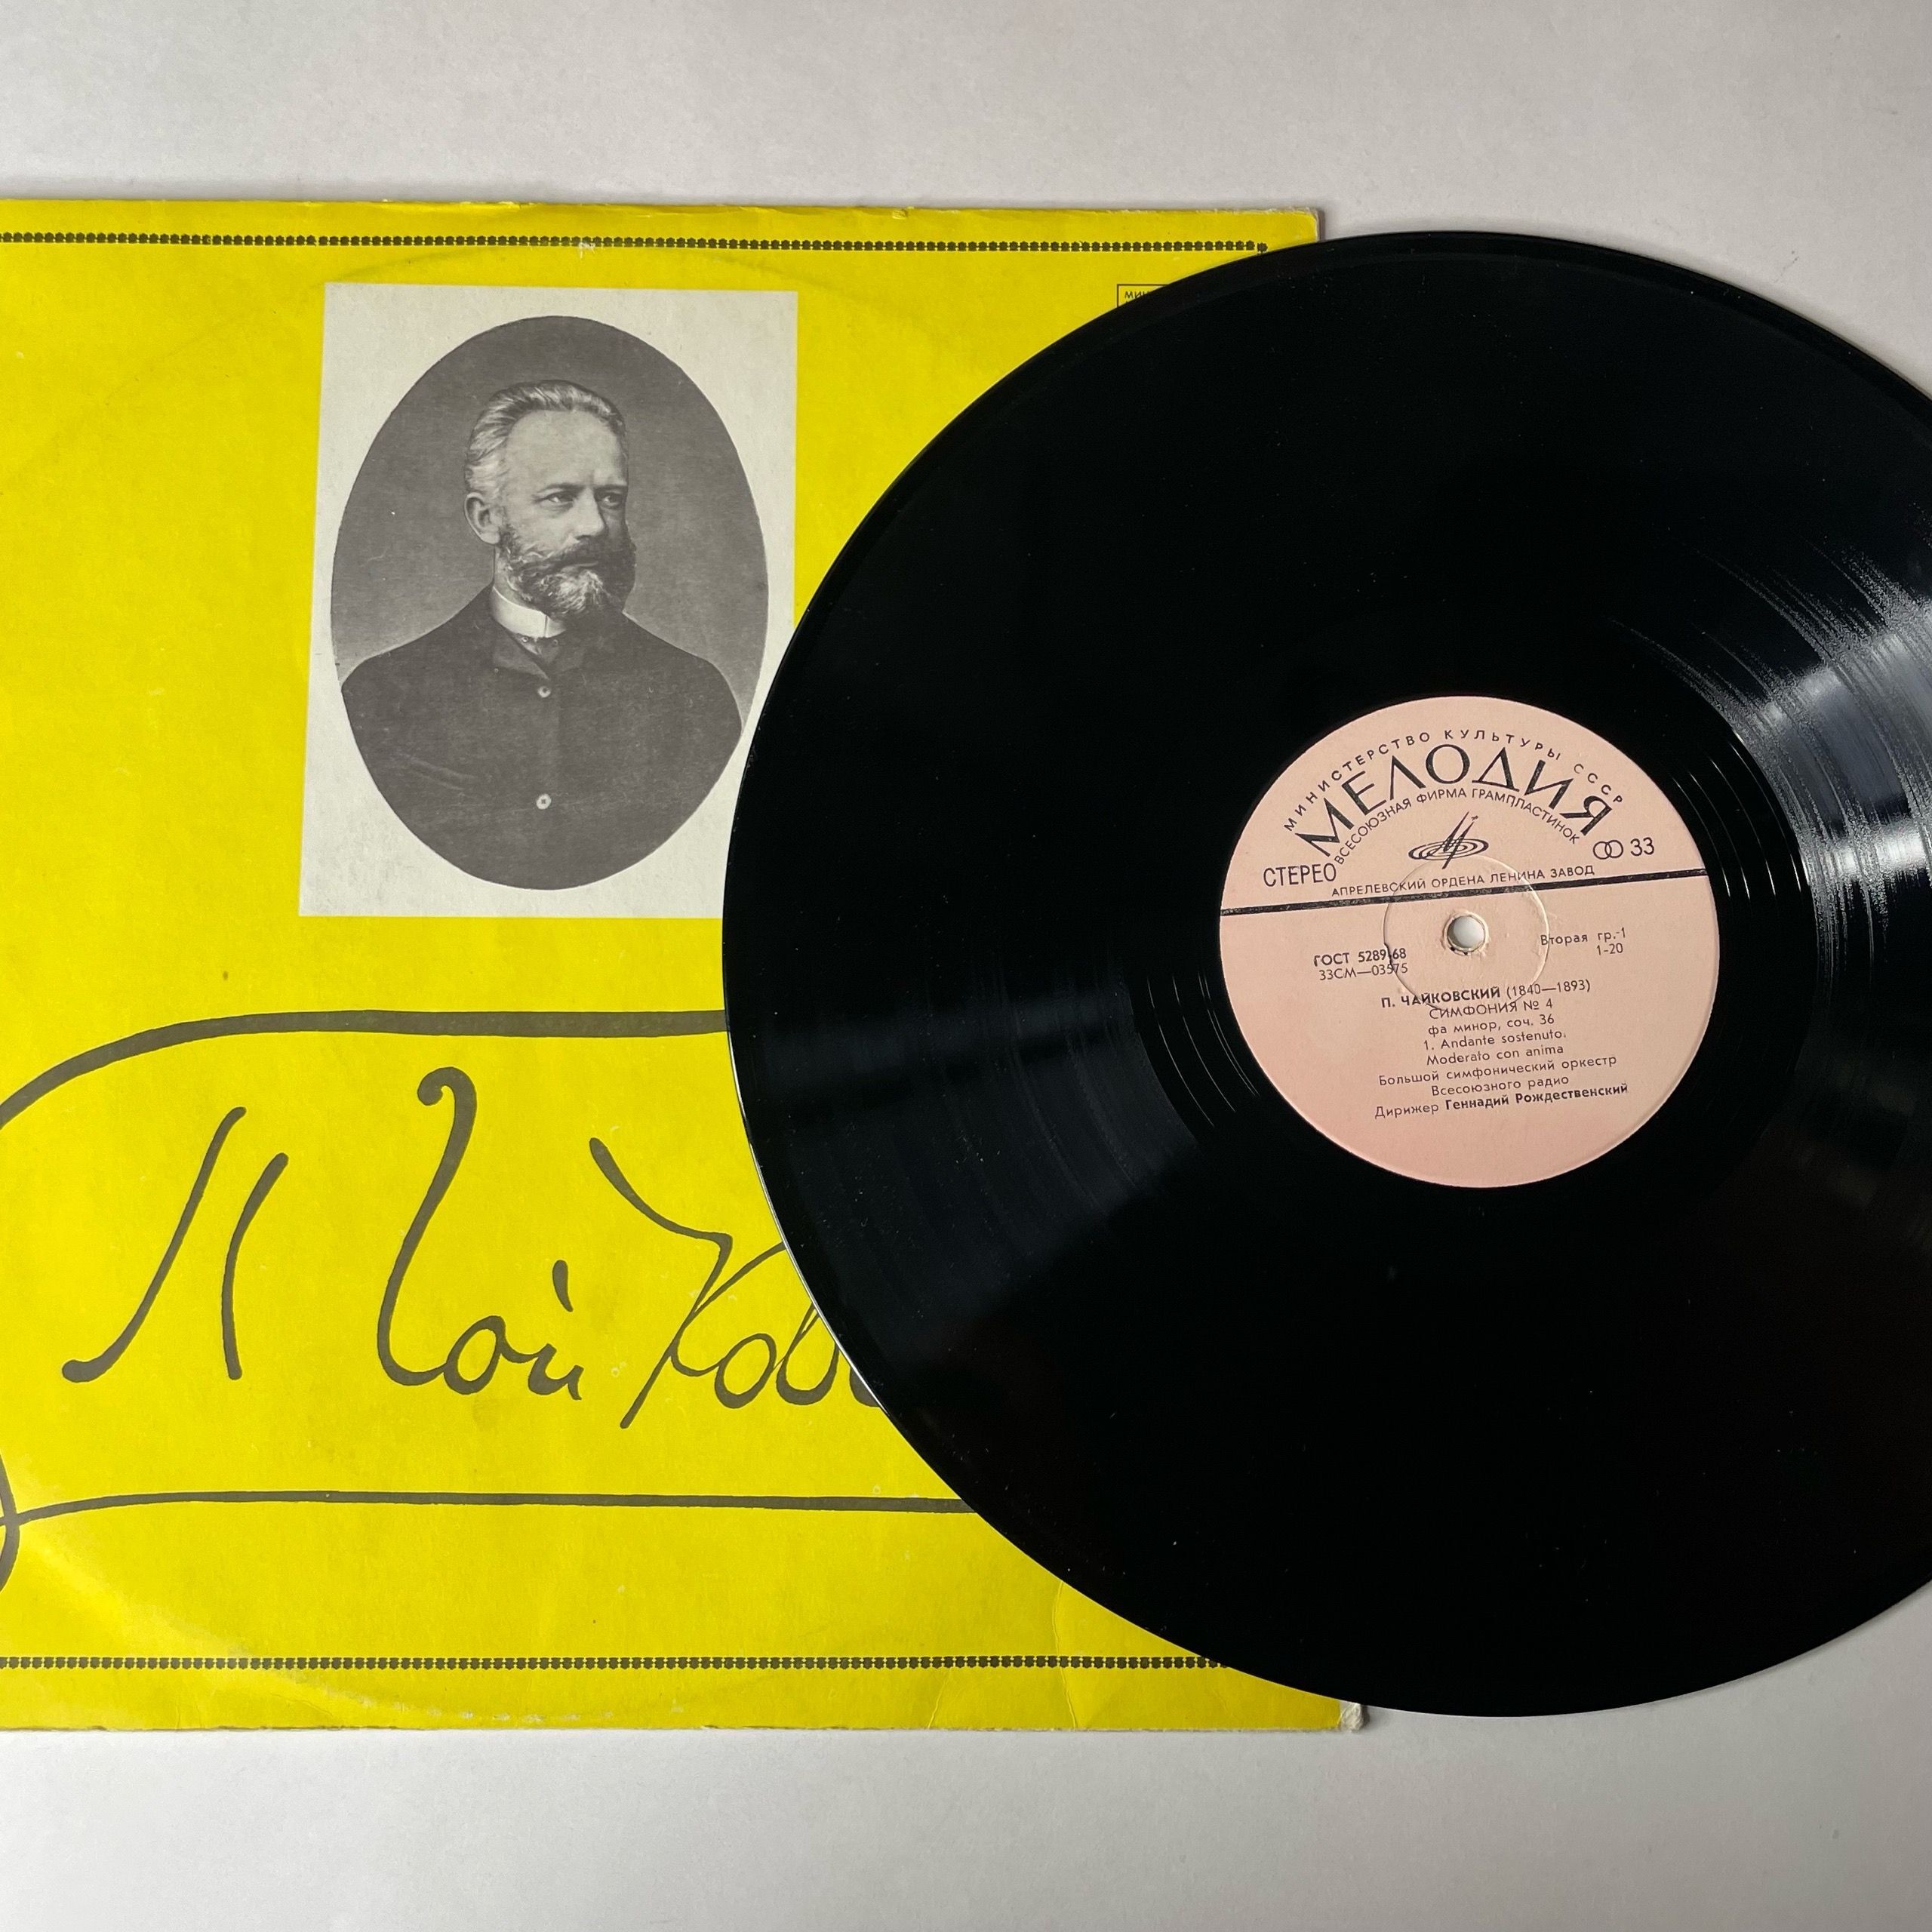 МИН
П Чайков
МИНИСТЕРСТВО КУЛЬТУРЫ СССР
МЕЛОДИЯ
ВСЕСОЮЗНАЯ ФИРМА ГРАМПЛАСТИНОК
СТЕРЕО
33
АПРЕЛЕВСКИЙ ОРДЕНА ЛЕНИНА ЗАВОД
ГОСТ 5289-68
Вторая гр.-1
33СМ—03575
1-20
П. ЧАЙКОВСКИЙ (1840—1893)
СИМФОНИЯ № 4
фа минор, соч. 36
1. Andante sostenuto.
Moderato con anima
Большой симфонический оркестр
Всесоюзного радио
Дирижер Геннадий Рождественский